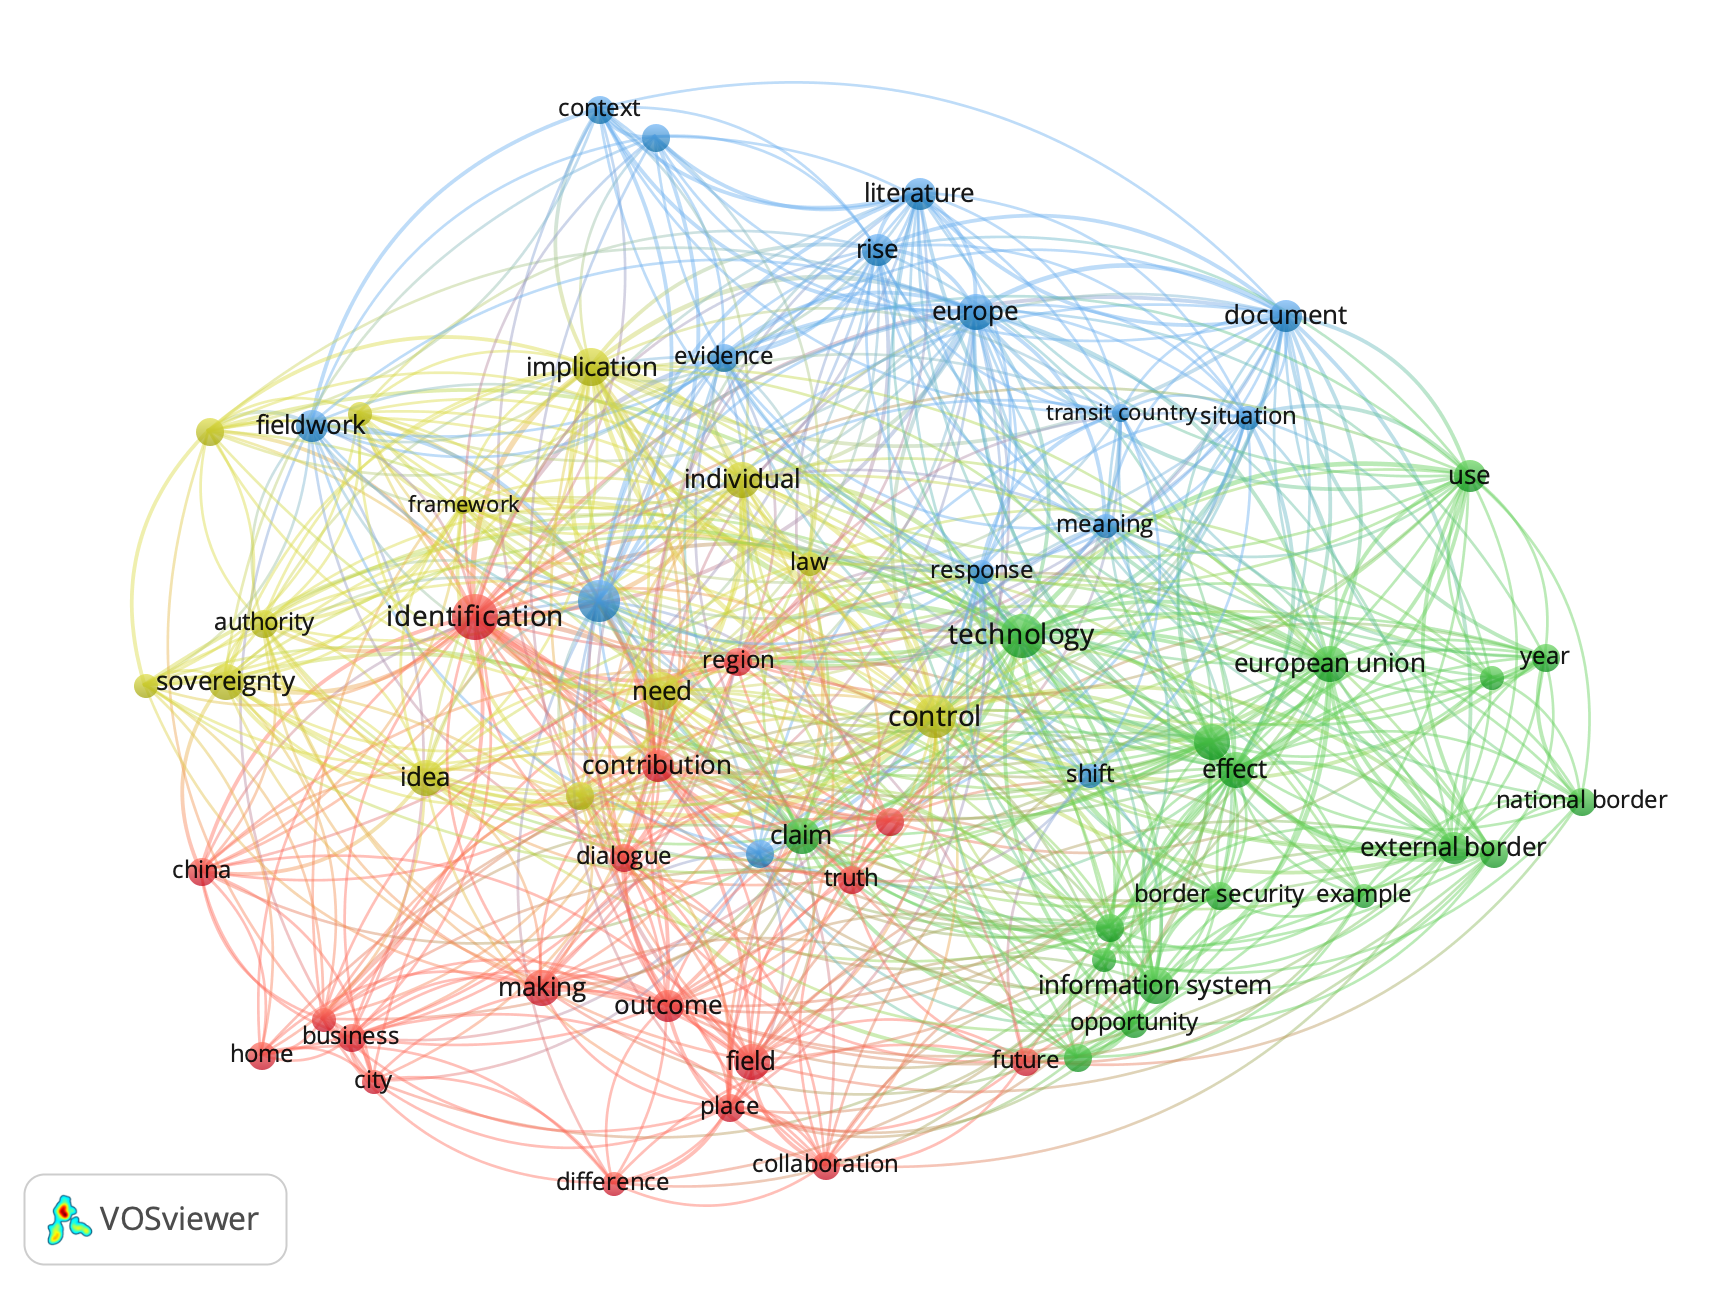 context
literature
rise
europe
document
evidence
implication
transit country
situation
fieldwork
individual
use
framework
meaning
law
response
identification
authority
technology
region
european union
year
sovereignty
need
control
contribution
effect
shift
idea
national border
claim
external border
dialogue
china
truth
border security
example
making
information system
outcome
opportunity
business
home
field
future
city
place
collaboration
difference
VOSviewer